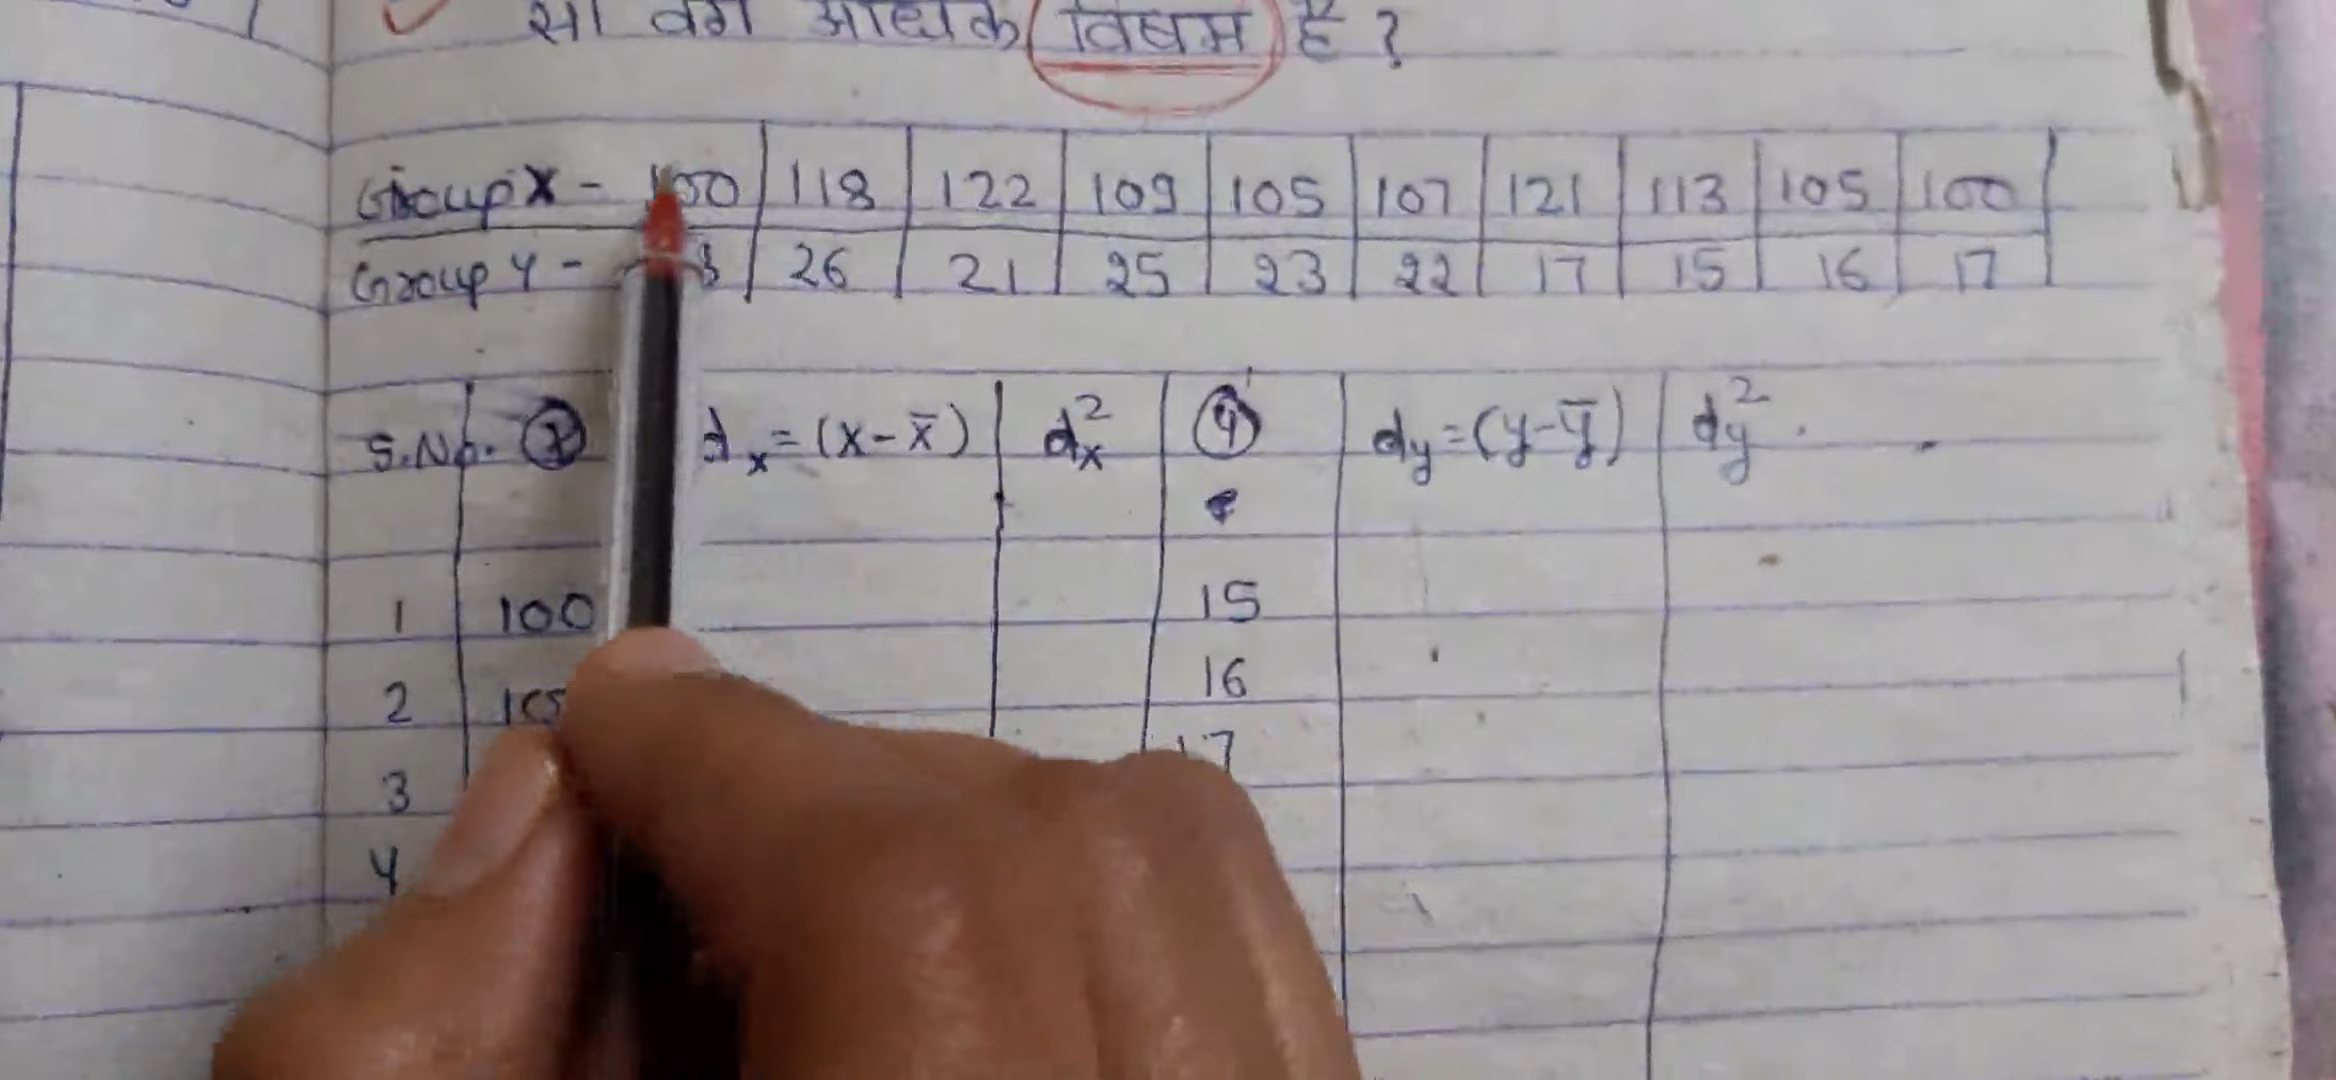 सा वर्ग अधिक विषम है ?
Group X - 100 118 122 109 105 107 121 113 105 100
Group Y - 26 21 25 23 22 17 15 16 17
S.No. x dx = (x - x̄) dx² y dy = (y - ȳ) dy²
1 100 15
2 16
3 17
4